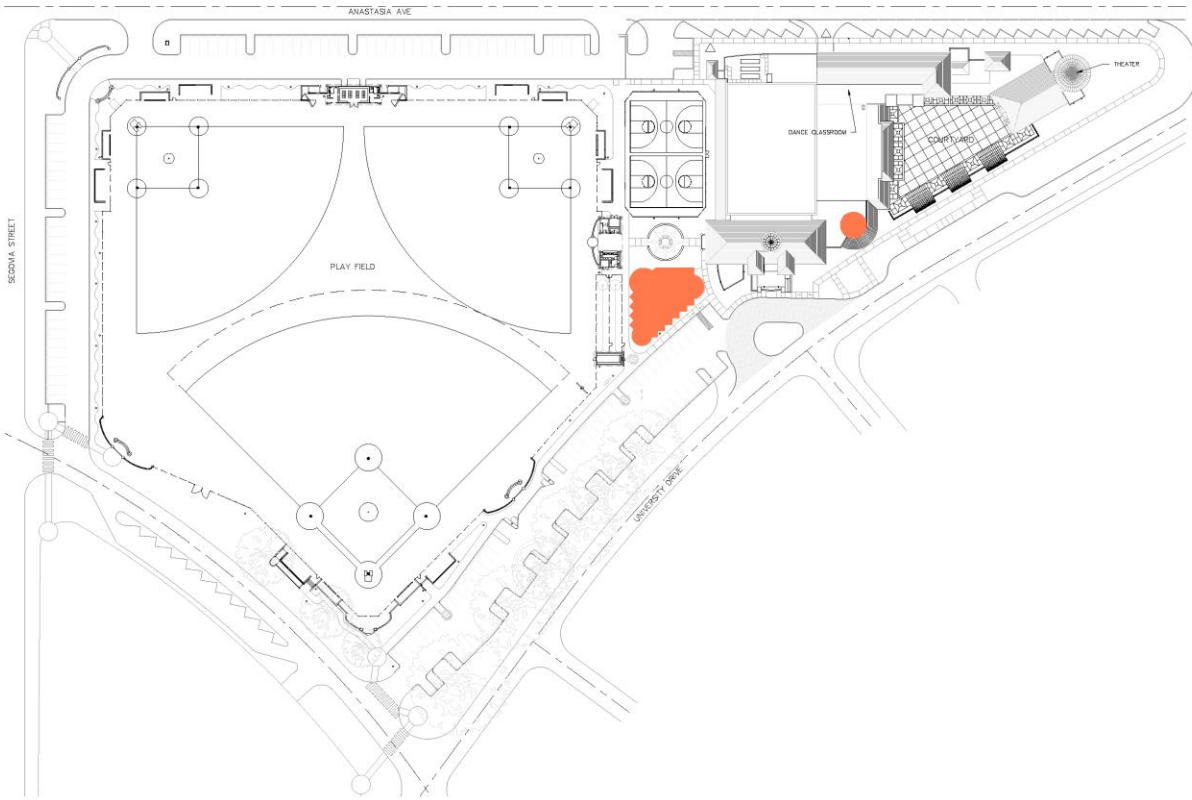 ANASTASIA AVE
THEATER
DANCE CLASSROOM
COURTYARD
SEGOVIA STREET
PLAY FIELD
UNIVERSITY DRIVE